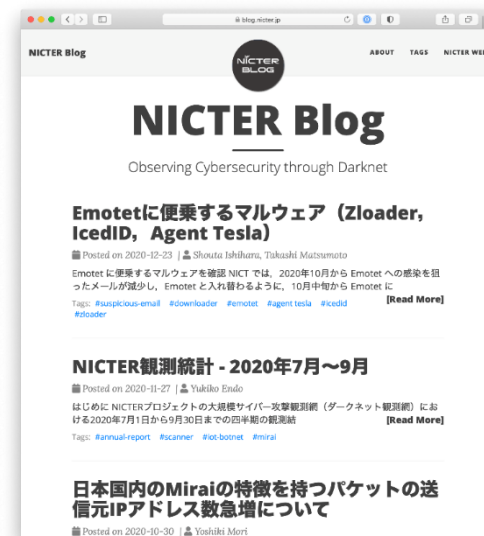 blog.nicter.jp
NICTER Blog
NICTER
BLOG
ABOUT TAGS NICTER WEB
NICTER Blog
Observing Cybersecurity through Darknet
Emotetに便乗するマルウェア（Zloader,
IcedID，Agent Tesla）
Posted on 2020-12-23 | Shouta Ishihara, Takashi Matsumoto
Emotet に便乗するマルウェアを確認 NICT では，2020年10月から Emotet への感染を狙
ったメールが減少し，Emotet と入れ替わるように，10月中旬から Emotet に
[Read More]
Tags: #suspicious-email #downloader #emotet #agent tesla #icedid
#zloader
NICTER観測統計 - 2020年7月〜9月
Posted on 2020-11-27 | Yukiko Endo
はじめに NICTERプロジェクトの大規模サイバー攻撃観測網（ダークネット観測網）にお
ける2020年7月1日から9月30日までの四半期の観測結 [Read More]
Tags: #annual-report #scanner #iot-botnet #mirai
日本国内のMiraiの特徴を持つパケットの送
信元IPアドレス数急増について
Posted on 2020-10-30 | Yoshiki Mori